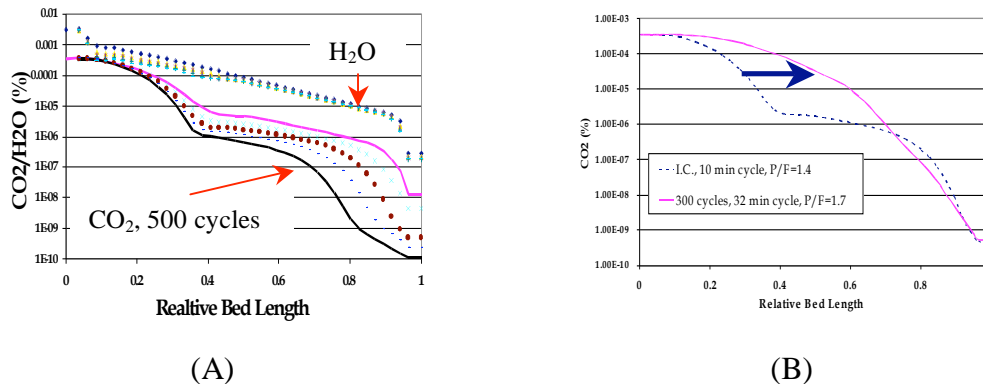 0.01
0.001
0.0001
1E-05
1E-06
1E-07
1E-08
1E-09
1E-10
CO2/H2O (%)
H₂O
CO₂, 500 cycles
0 0.2 0.4 0.6 0.8 1
Realtive Bed Length
(A)
B)
1.00E-03
1.00E-04
1.00E-05
1.00E-06
1.00E-07
1.00E-08
1.00E-09
1.00E-10
CO2 (%)
I.C., 10 min cycle, P/F=1.4
300 cycles, 32 min cycle, P/F=1.7
0 0.2 0.4 0.6 0.8
Relative Bed Length
(B)